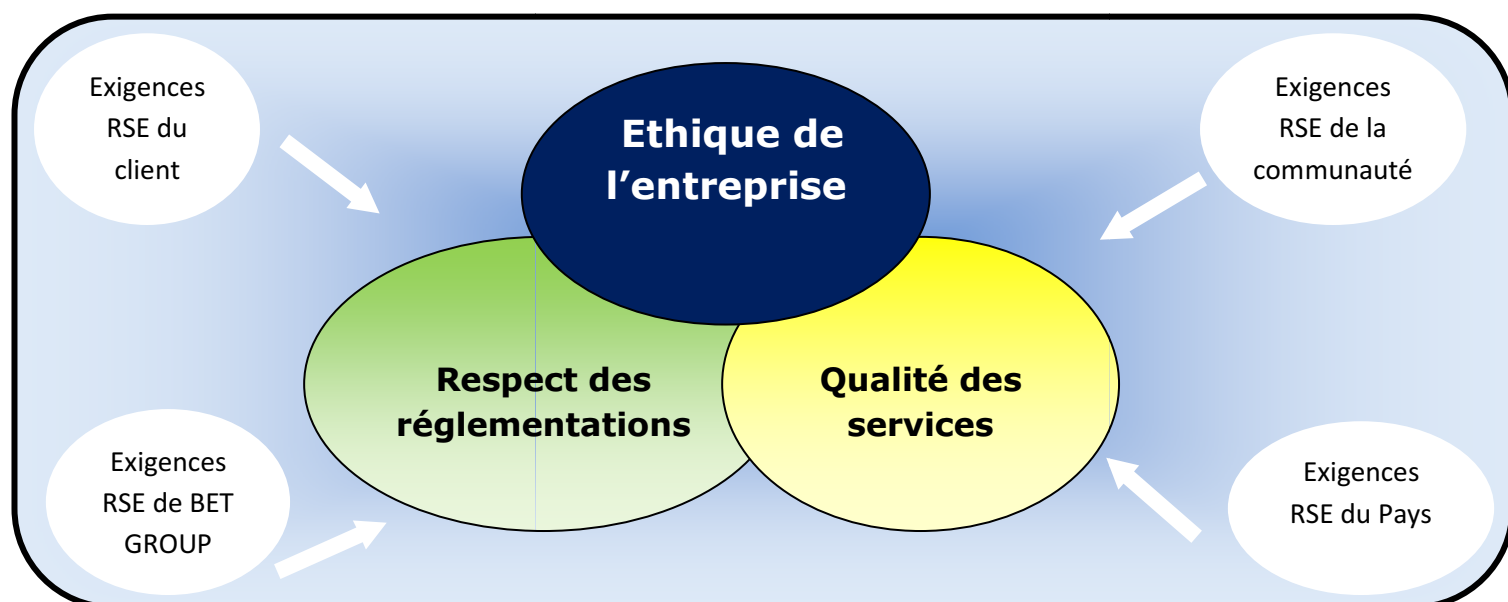 Exigences
RSE du
client
Ethique de
l’entreprise
Exigences
RSE de la
communauté
Respect des
réglementations
Qualité des
services
Exigences
RSE de BET
GROUP
Exigences
RSE du Pays